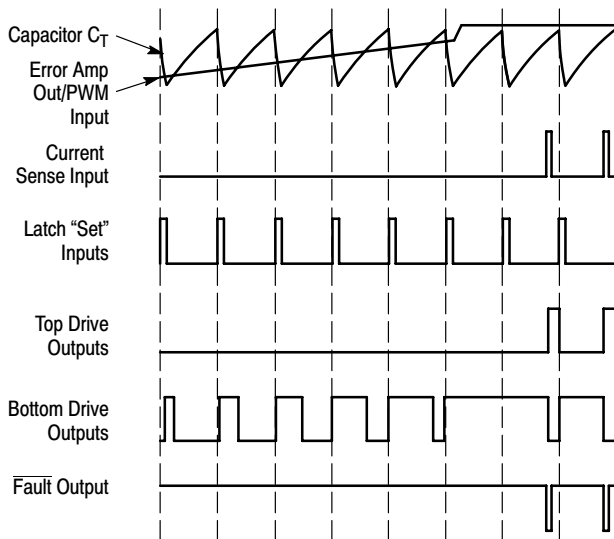 Capacitor CT
Error Amp
Out/PWM
Input
Current
Sense Input
Latch “Set”
Inputs
Top Drive
Outputs
Bottom Drive
Outputs
Fault Output